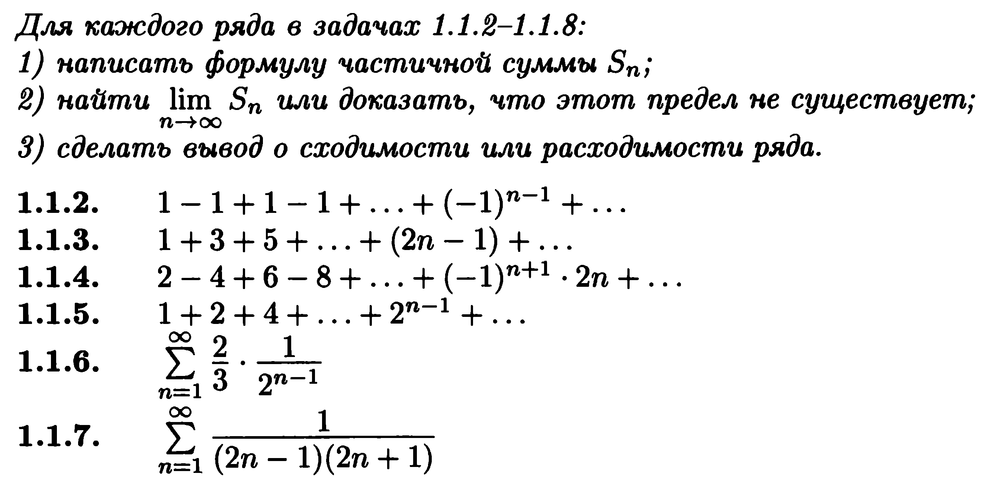 Для каждого ряда в задачах 1.1.2–1.1.8:
1) написать формулу частичной суммы $S_n$;
2) найти $\lim\limits_{n\to\infty} S_n$ или доказать, что этот предел не существует;
3) сделать вывод о сходимости или расходимости ряда.
1.1.2. $1 - 1 + 1 - 1 + \ldots + (-1)^{n-1} + \ldots$
1.1.3. $1 + 3 + 5 + \ldots + (2n - 1) + \ldots$
1.1.4. $2 - 4 + 6 - 8 + \ldots + (-1)^{n+1} \cdot 2n + \ldots$
1.1.5. $1 + 2 + 4 + \ldots + 2^{n-1} + \ldots$
1.1.6. $\sum\limits_{n=1}^{\infty} \frac{2}{3} \cdot \frac{1}{2^{n-1}}$
1.1.7. $\sum\limits_{n=1}^{\infty} \frac{1}{(2n-1)(2n+1)}$